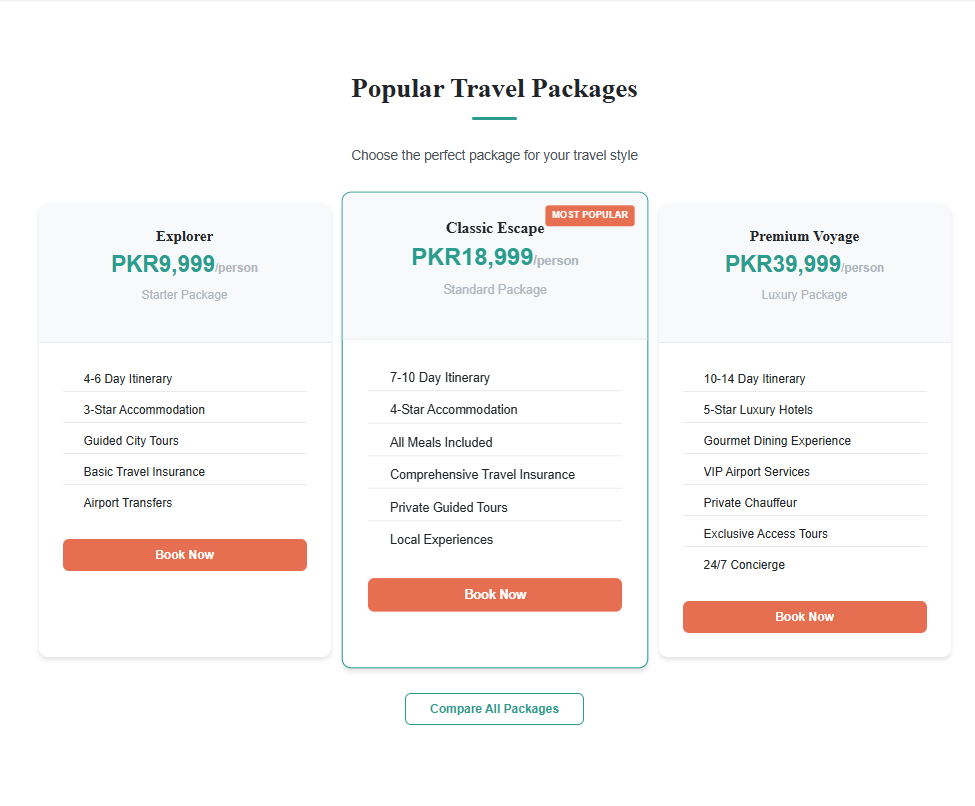 Popular Travel Packages
Choose the perfect package for your travel style
Explorer
PKR9,999/person
Starter Package
4-6 Day Itinerary
3-Star Accommodation
Guided City Tours
Basic Travel Insurance
Airport Transfers
Book Now
MOST POPULAR
Classic Escape
PKR18,999/person
Standard Package
7-10 Day Itinerary
4-Star Accommodation
All Meals Included
Comprehensive Travel Insurance
Private Guided Tours
Local Experiences
Book Now
Premium Voyage
PKR39,999/person
Luxury Package
10-14 Day Itinerary
5-Star Luxury Hotels
Gourmet Dining Experience
VIP Airport Services
Private Chauffeur
Exclusive Access Tours
24/7 Concierge
Book Now
Compare All Packages